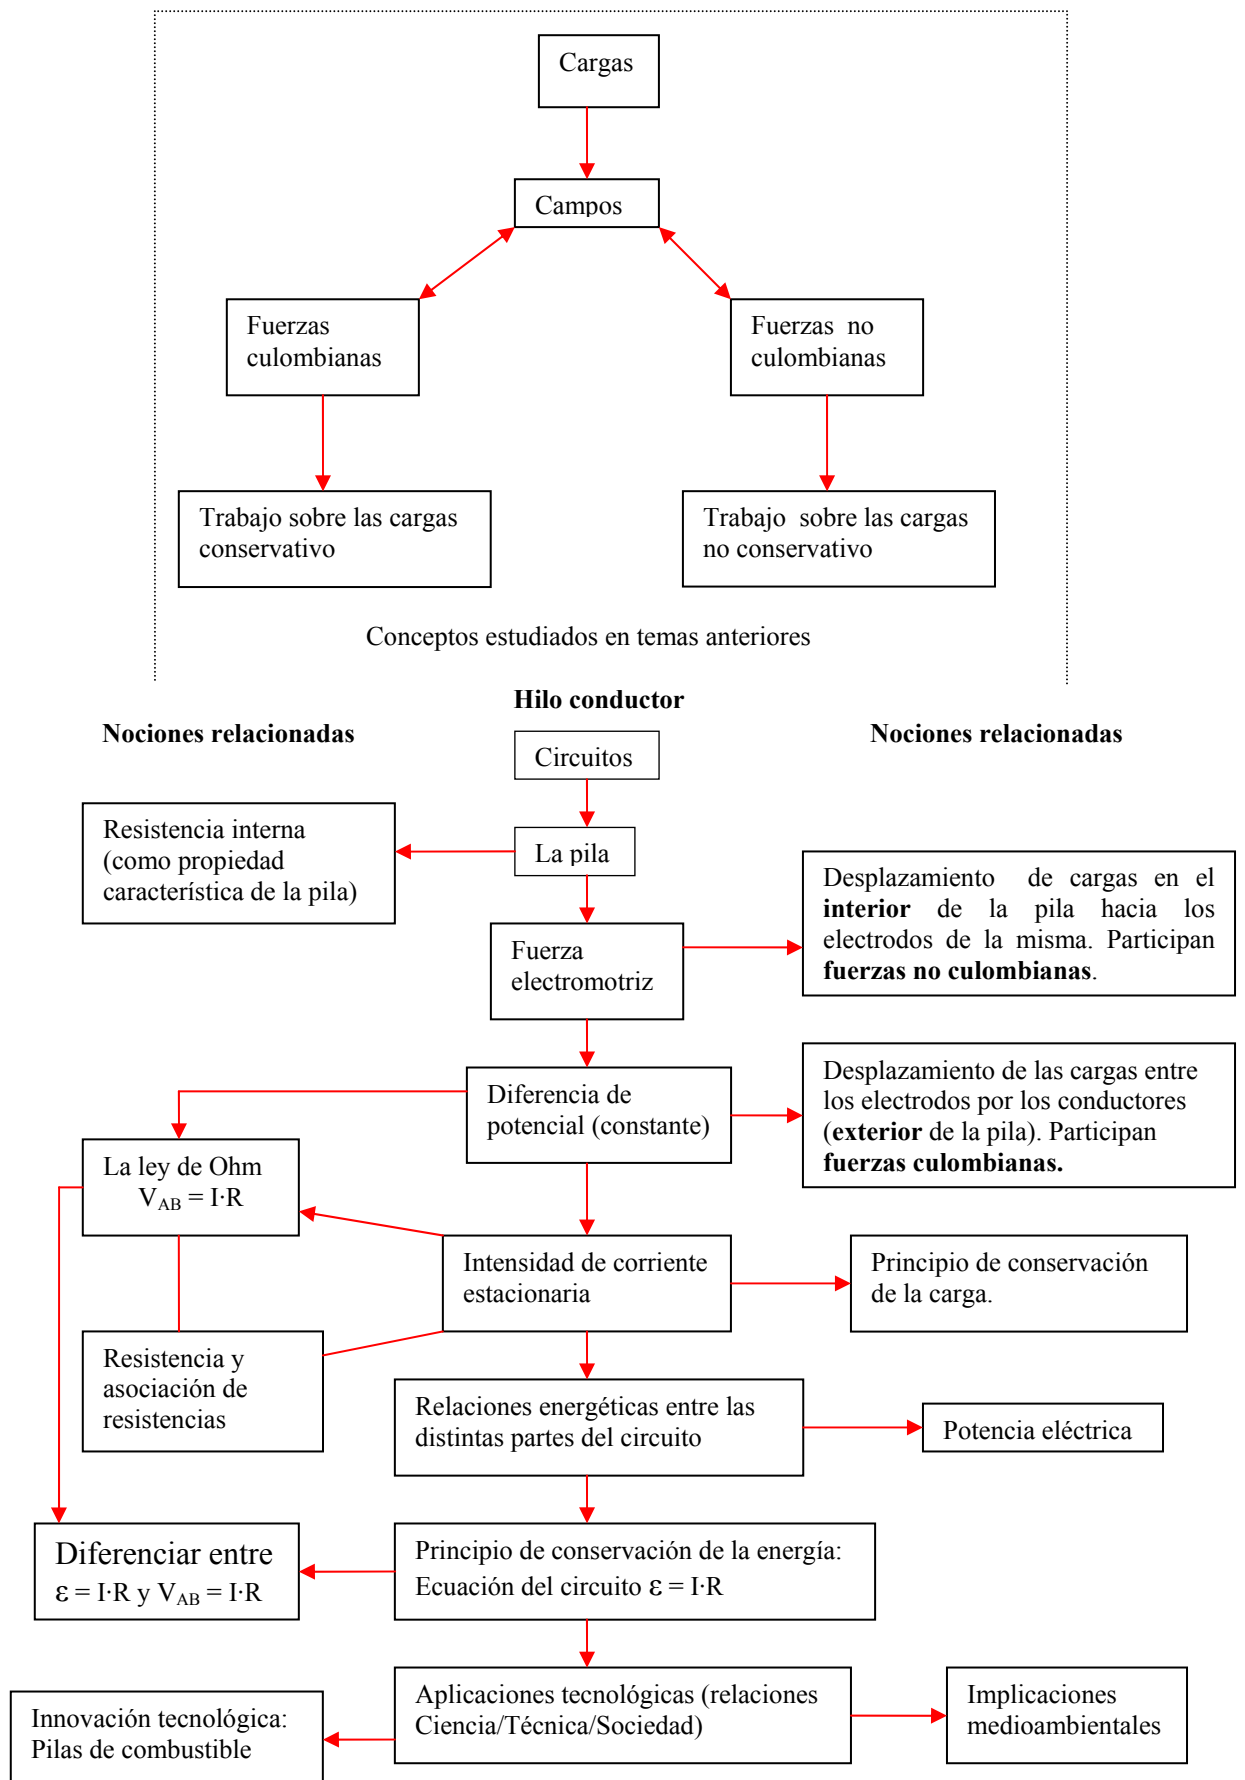 Cargas
Campos
Fuerzas
culombianas
Fuerzas no
culombianas
Trabajo sobre las cargas
conservativo
Trabajo sobre las cargas
no conservativo
Conceptos estudiados en temas anteriores
Hilo conductor
Nociones relacionadas
Nociones relacionadas
Circuitos
Resistencia interna
(como propiedad
característica de la pila)
La pila
Desplazamiento de cargas en el
interior de la pila hacia los
electrodos de la misma. Participan
fuerzas no culombianas.
Fuerza
electromotriz
Diferencia de
potencial (constante)
Desplazamiento de las cargas entre
los electrodos por los conductores
(exterior de la pila). Participan
fuerzas culombianas.
La ley de Ohm
V_AB = I·R
Intensidad de corriente
estacionaria
Principio de conservación
de la carga.
Resistencia y
asociación de
resistencias
Relaciones energéticas entre las
distintas partes del circuito
Potencia eléctrica
Diferenciar entre
ε = I·R y V_AB = I·R
Principio de conservación de la energía:
Ecuación del circuito ε = I·R
Aplicaciones tecnológicas (relaciones
Ciencia/Técnica/Sociedad)
Implicaciones
medioambientales
Innovación tecnológica:
Pilas de combustible